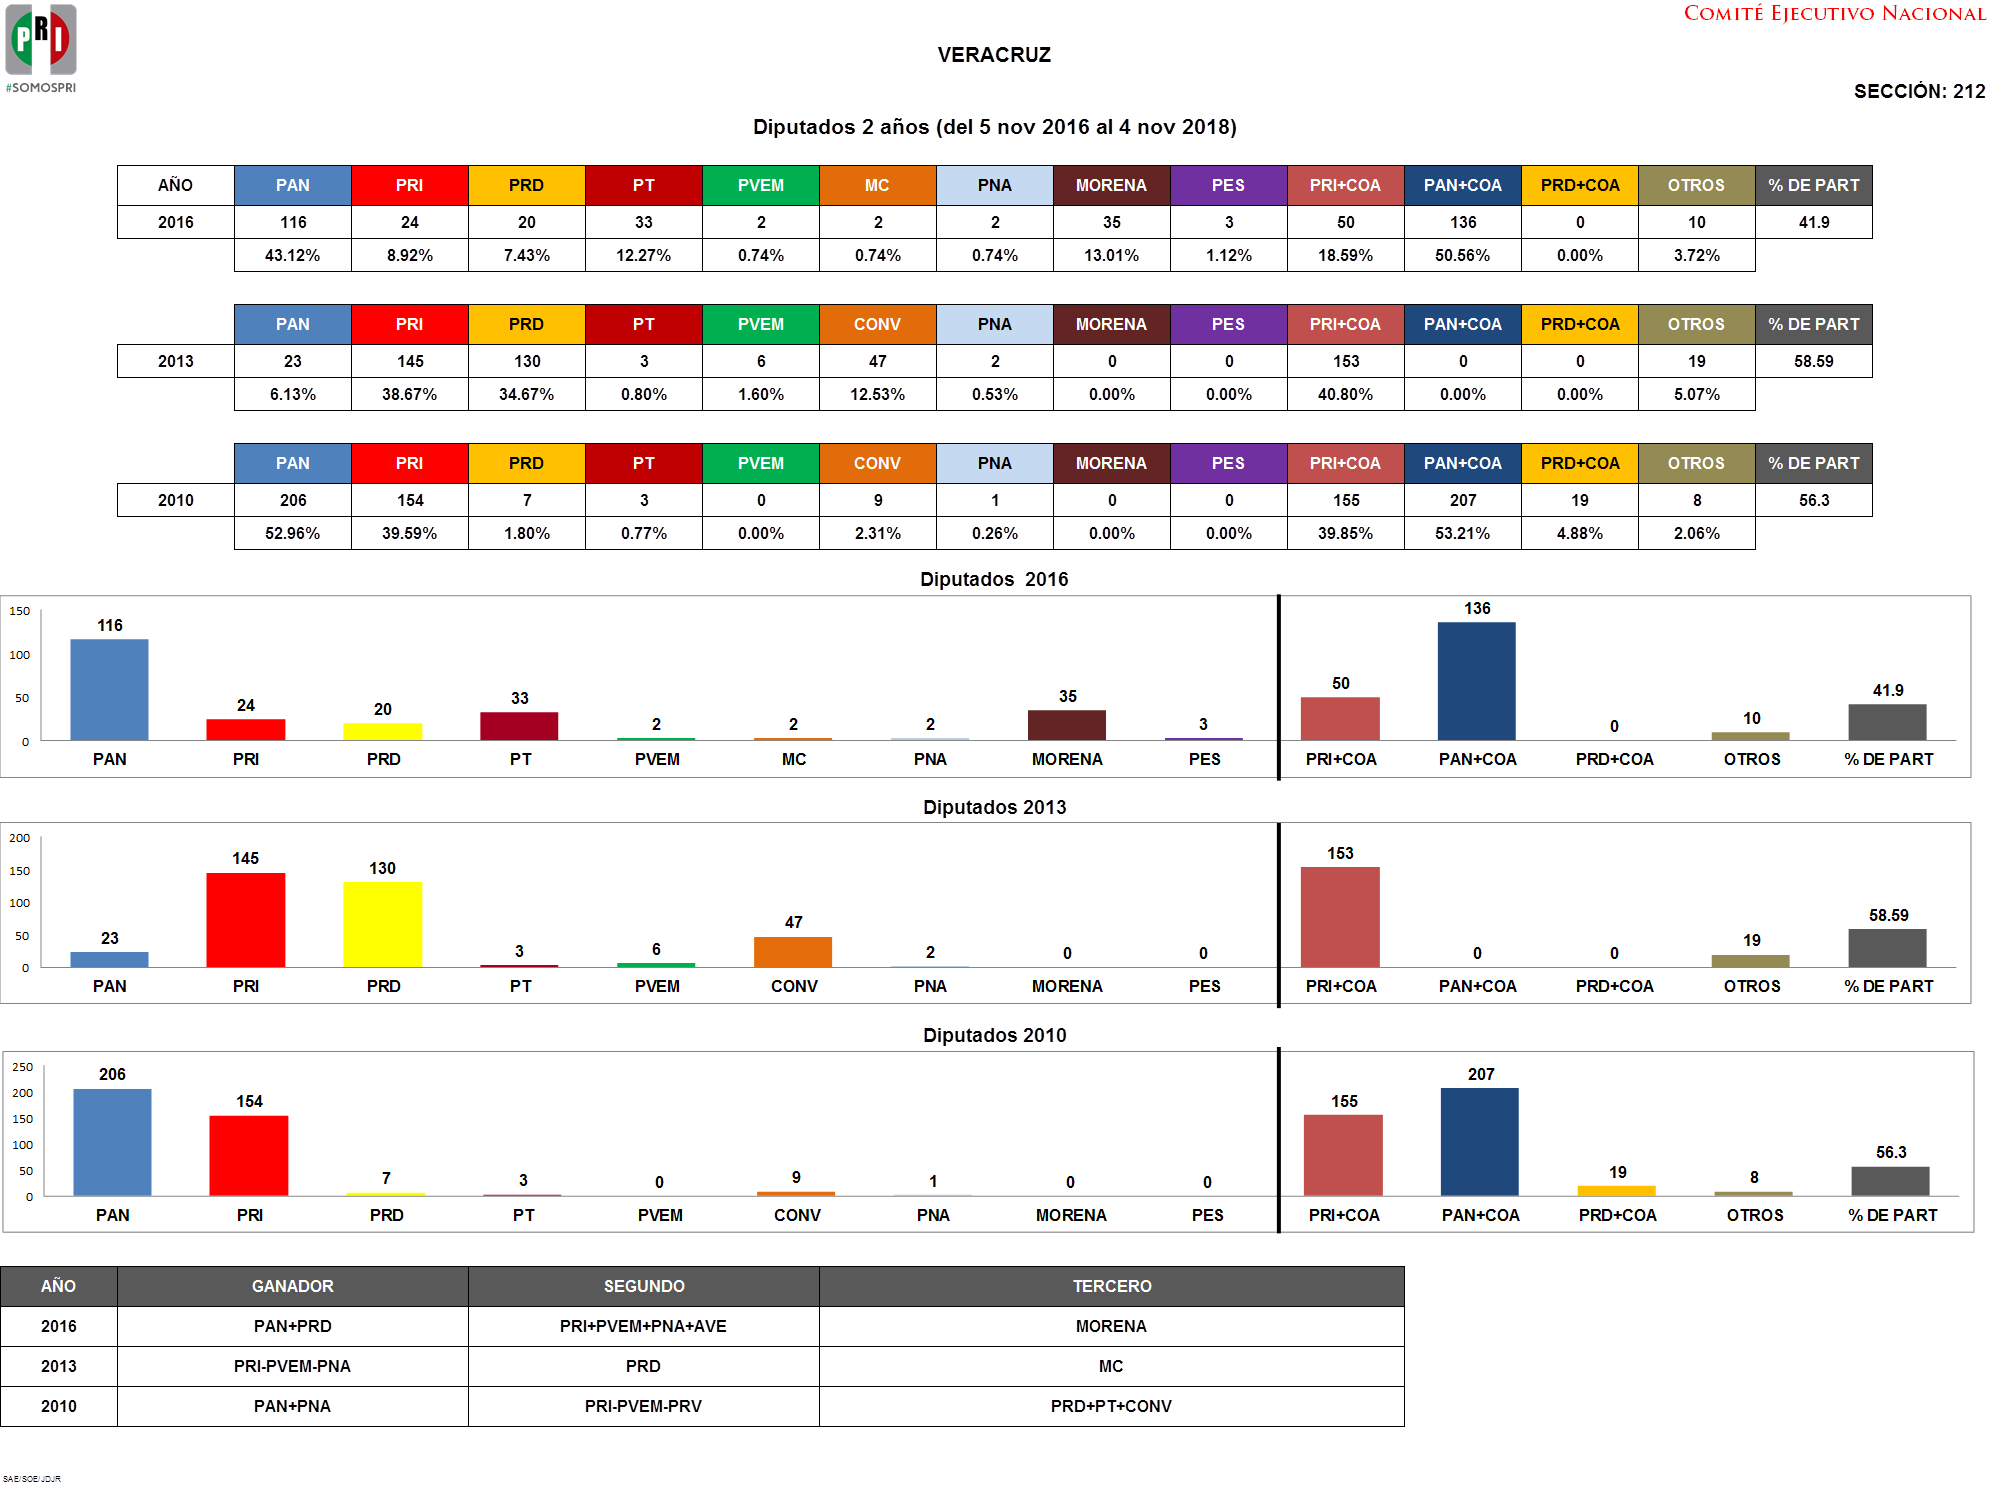 COMITÉ EJECUTIVO NACIONAL
PRI
#SOMOSPRI
VERACRUZ
SECCIÓN: 212
Diputados 2 años (del 5 nov 2016 al 4 nov 2018)
AÑO PAN PRI PRD PT PVEM MC PNA MORENA PES PRI+COA PAN+COA PRD+COA OTROS % DE PART
2016 116 24 20 33 2 2 2 35 3 50 136 0 10 41.9
43.12% 8.92% 7.43% 12.27% 0.74% 0.74% 0.74% 13.01% 1.12% 18.59% 50.56% 0.00% 3.72%
PAN PRI PRD PT PVEM CONV PNA MORENA PES PRI+COA PAN+COA PRD+COA OTROS % DE PART
2013 23 145 130 3 6 47 2 0 0 153 0 0 19 58.59
6.13% 38.67% 34.67% 0.80% 1.60% 12.53% 0.53% 0.00% 0.00% 40.80% 0.00% 0.00% 5.07%
PAN PRI PRD PT PVEM CONV PNA MORENA PES PRI+COA PAN+COA PRD+COA OTROS % DE PART
2010 206 154 7 3 0 9 1 0 0 155 207 19 8 56.3
52.96% 39.59% 1.80% 0.77% 0.00% 2.31% 0.26% 0.00% 0.00% 39.85% 53.21% 4.88% 2.06%
Diputados 2016
150
100
50
0
116 24 20 33 2 2 2 35 3 50 136 0 10 41.9
PAN PRI PRD PT PVEM MC PNA MORENA PES PRI+COA PAN+COA PRD+COA OTROS % DE PART
Diputados 2013
200
150
100
50
0
23 145 130 3 6 47 2 0 0 153 0 0 19 58.59
PAN PRI PRD PT PVEM CONV PNA MORENA PES PRI+COA PAN+COA PRD+COA OTROS % DE PART
Diputados 2010
250
200
150
100
50
0
206 154 7 3 0 9 1 0 0 155 207 19 8 56.3
PAN PRI PRD PT PVEM CONV PNA MORENA PES PRI+COA PAN+COA PRD+COA OTROS % DE PART
AÑO GANADOR SEGUNDO TERCERO
2016 PAN+PRD PRI+PVEM+PNA+AVE MORENA
2013 PRI-PVEM-PNA PRD MC
2010 PAN+PNA PRI-PVEM-PRV PRD+PT+CONV
SAE/SOE/JDJR